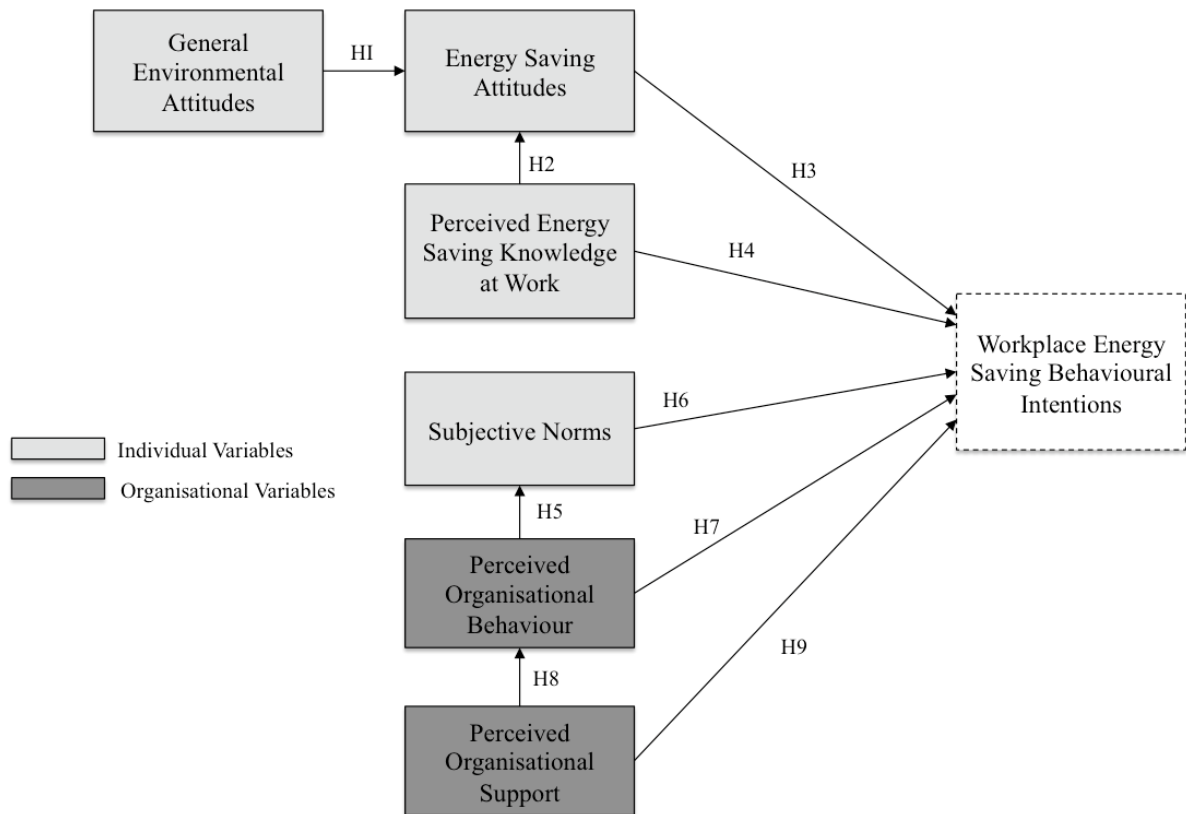 General
Environmental
Attitudes
HI
Energy Saving
Attitudes
H2
H3
Perceived Energy
Saving Knowledge
at Work
H4
Workplace Energy
Saving Behavioural
Intentions
Subjective Norms
H6
Individual Variables
Organisational Variables
H5
H7
Perceived
Organisational
Behaviour
H8
H9
Perceived
Organisational
Support